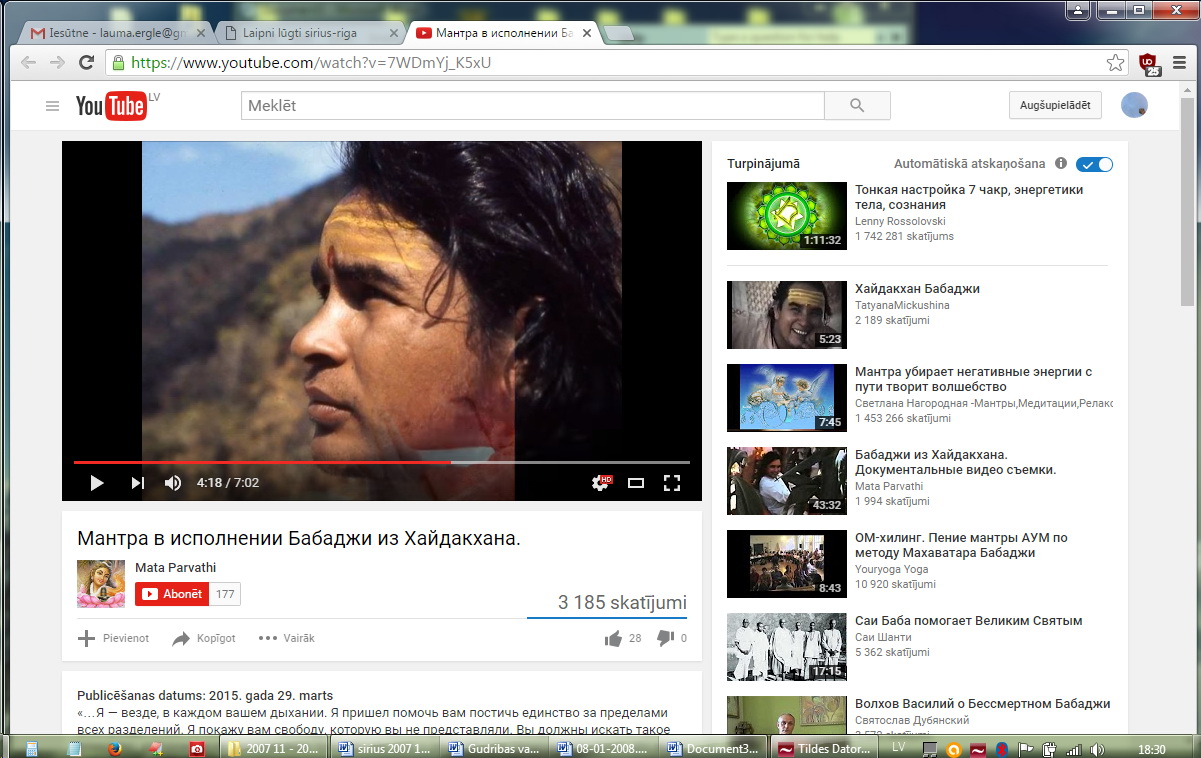 Iesūtne - lauma.ergle@gm
Laipni lūgti sirius-riga
Мантра в исполнении Ба
https://www.youtube.com/watch?v=7WDmYj_K5xU
25
YouTube LV
Meklēt
Augšupielādēt
4:18 / 7:02
HD
Мантра в исполнении Бабаджи из Хайдакхана.
Mata Parvathi
Abonēt 177
3 185 skatījumi
Pievienot Kopīgot Vairāk 28 0
Publicēšanas datums: 2015. gada 29. marts
«…Я — везде, в каждом вашем дыхании. Я пришел помочь вам постичь единство за пределами
всех разделений. Я покажу вам свободу, которую вы не представляли. Вы должны искать такое
Turpinājumā Automātiskā atskaņošana
1:11:32
Тонкая настройка 7 чакр, энергетики
тела, сознания
Lenny Rossolovski
1 742 281 skatījums
5:23
Хайдакхан Бабаджи
TatyanaMickushina
2 189 skatījumi
7:45
Мантра убирает негативные энергии с
пути творит волшебство
Светлана Нагородная -Мантры,Медитации,Релакс
1 453 266 skatījumi
43:32
Бабаджи из Хайдакхана.
Документальные видео съемки.
Mata Parvathi
1 994 skatījumi
8:43
ОМ-хилинг. Пение мантры АУМ по
методу Махаватара Бабаджи
Youryoga Yoga
10 920 skatījumi
17:15
Саи Баба помогает Великим Святым
Саи Шанти
5 362 skatījumi
Волхов Василий о Бессмертном Бабаджи
Святослав Дубянский
2007 11 - 20...
sirius 2007 1...
Gudribas va...
08-01-2008....
Document3...
Tildes Dator...
LV
18:30